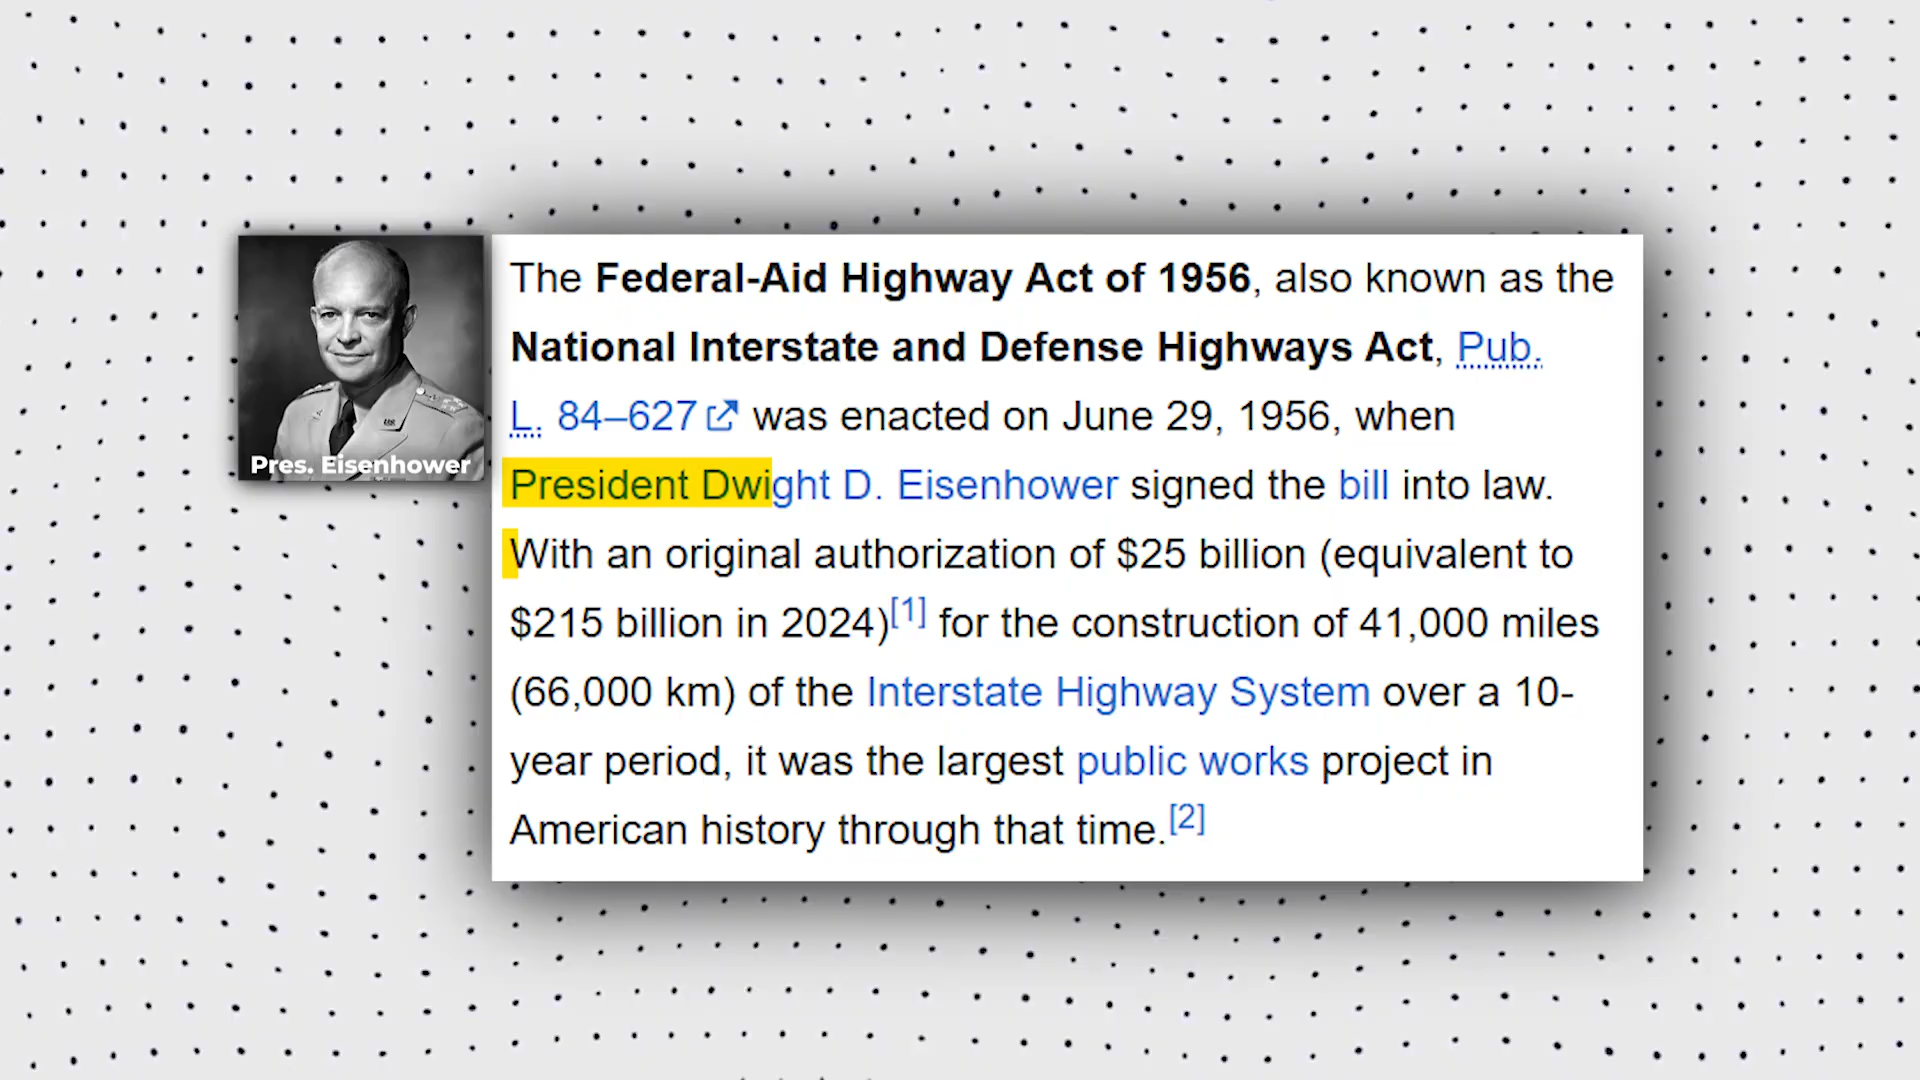 Pres. Eisenhower
The Federal-Aid Highway Act of 1956, also known as the
National Interstate and Defense Highways Act, Pub.
L. 84–627 was enacted on June 29, 1956, when
President Dwight D. Eisenhower signed the bill into law.
With an original authorization of $25 billion (equivalent to
$215 billion in 2024)[1] for the construction of 41,000 miles
(66,000 km) of the Interstate Highway System over a 10-
year period, it was the largest public works project in
American history through that time.[2]